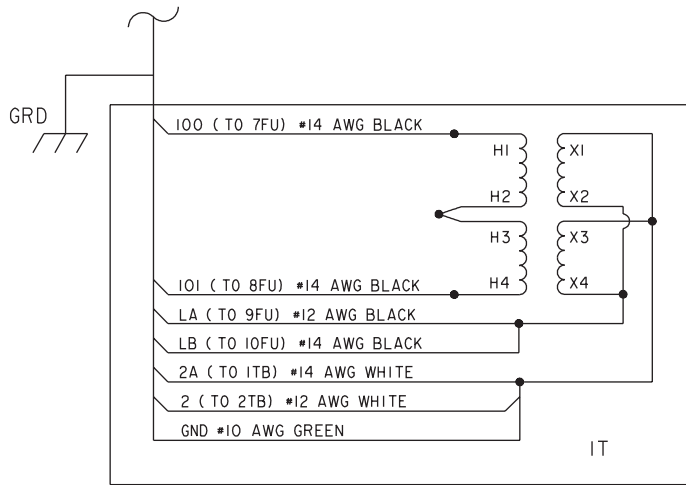 GRD
100 ( TO 7FU) #14 AWG BLACK
H1 X1
H2 X2
H3 X3
101 ( TO 8FU) #14 AWG BLACK H4 X4
LA ( TO 9FU) #12 AWG BLACK
LB ( TO 10FU) #14 AWG BLACK
2A ( TO 1TB) #14 AWG WHITE
2 ( TO 2TB) #12 AWG WHITE
GND #10 AWG GREEN
1T